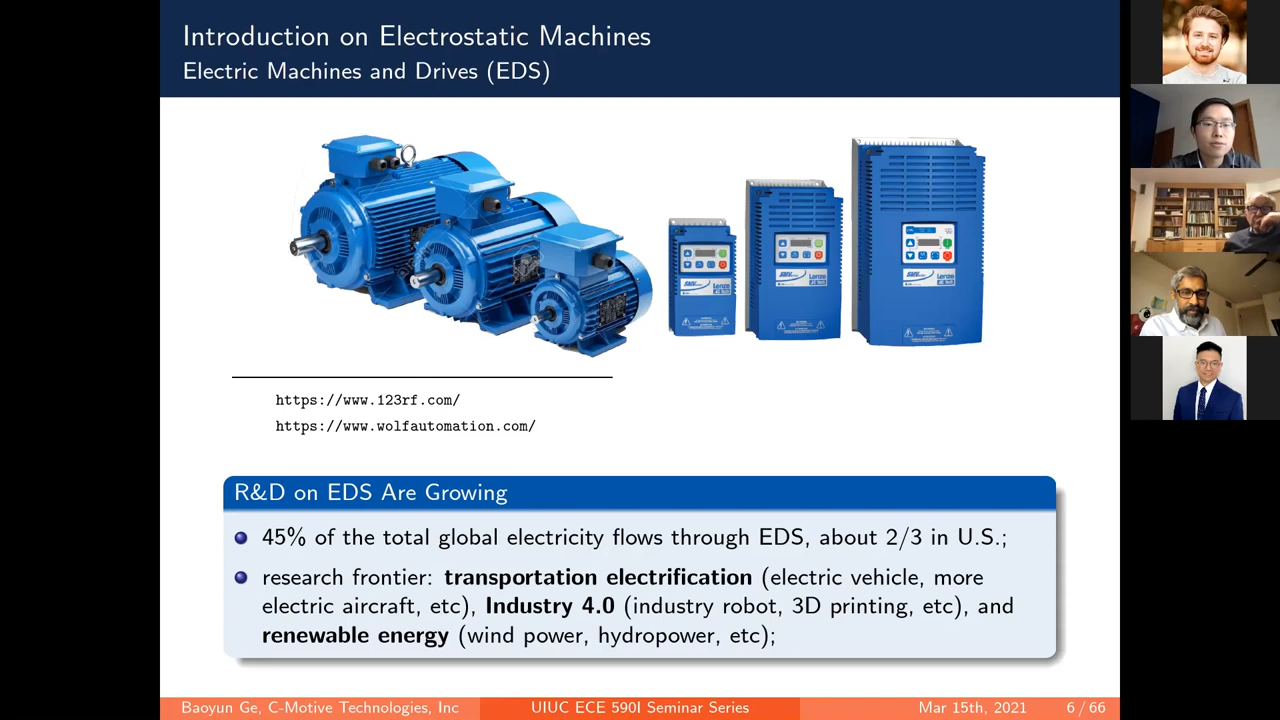 Introduction on Electrostatic Machines
Electric Machines and Drives (EDS)
Lenze
Lenze
Lenze
https://www.123rf.com/
https://www.wolfautomation.com/
R&D on EDS Are Growing
45% of the total global electricity flows through EDS, about 2/3 in U.S.;
research frontier: transportation electrification (electric vehicle, more
electric aircraft, etc), Industry 4.0 (industry robot, 3D printing, etc), and
renewable energy (wind power, hydropower, etc);
Baoyun Ge, C-Motive Technologies, Inc UIUC ECE 590I Seminar Series Mar 15th, 2021 6 / 66